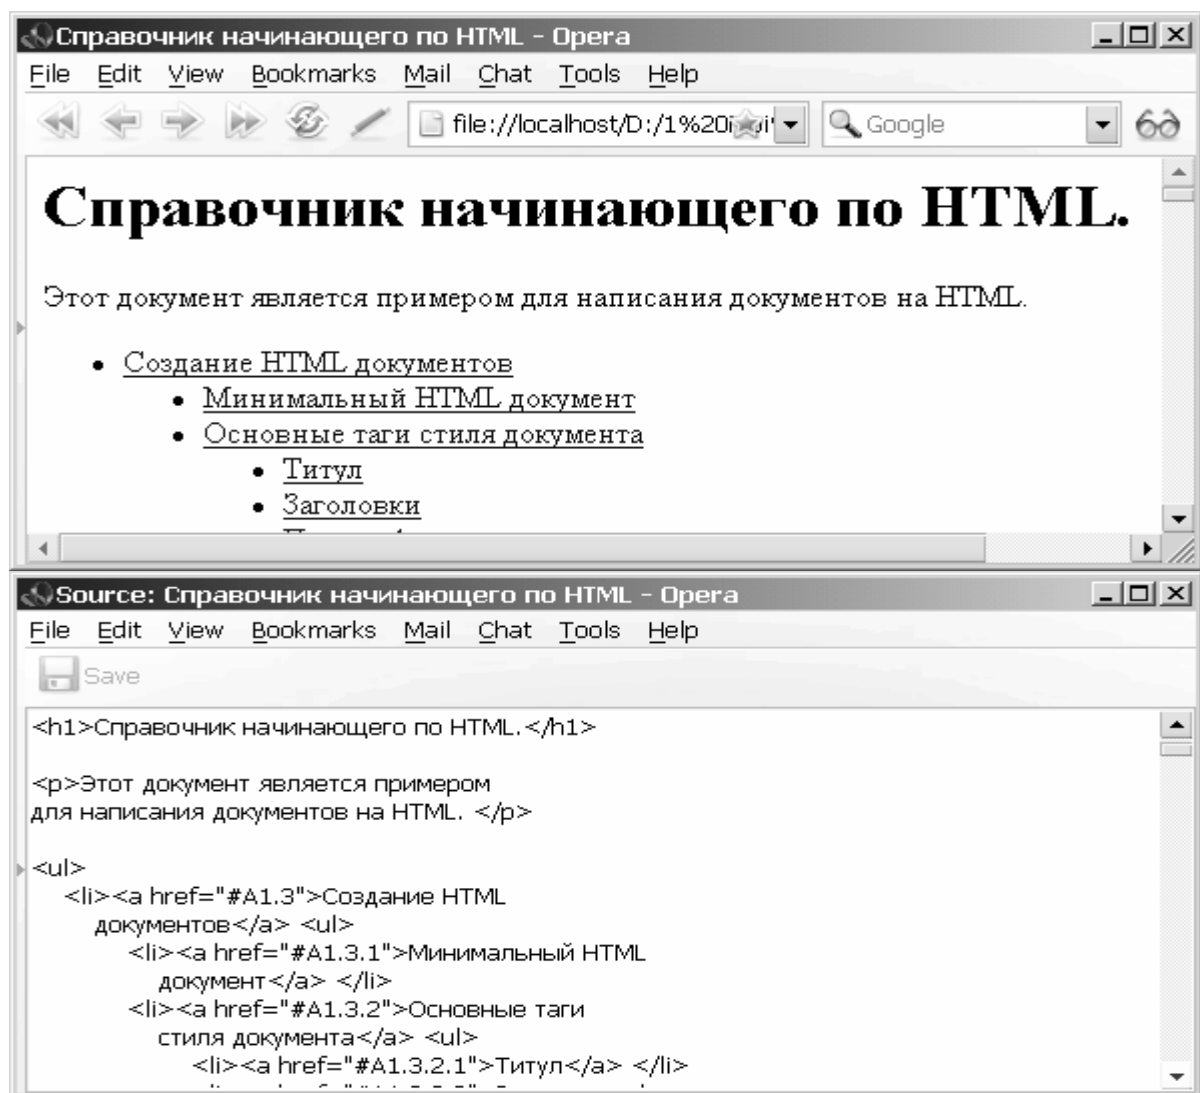 Справочник начинающего по HTML - Opera
File Edit View Bookmarks Mail Chat Tools Help
file://localhost/D:/1%20 Google
Справочник начинающего по HTML.
Этот документ является примером для написания документов на HTML.
• Создание HTML документов
• Минимальный HTML документ
• Основные таги стиля документа
• Титул
• Заголовки
Source: Справочник начинающего по HTML - Opera
File Edit View Bookmarks Mail Chat Tools Help
Save
<h1>Справочник начинающего по HTML.</h1>
<p>Этот документ является примером
для написания документов на HTML. </p>
<ul>
<li><a href="#A1.3">Создание HTML
документов</a> <ul>
<li><a href="#A1.3.1">Минимальный HTML
документ</a> </li>
<li><a href="#A1.3.2">Основные таги
стиля документа</a> <ul>
<li><a href="#A1.3.2.1">Титул</a> </li>